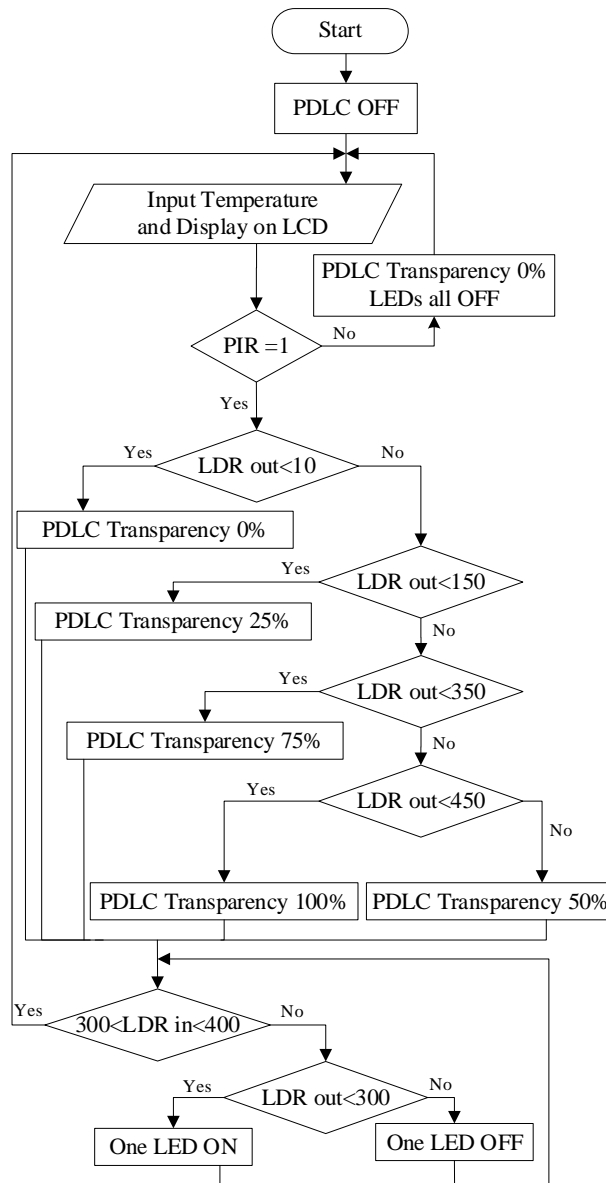 Start
PDLC OFF
Input Temperature
and Display on LCD
PDLC Transparency 0%
LEDs all OFF
PIR =1
No
Yes
LDR out<10
Yes
No
PDLC Transparency 0%
LDR out<150
Yes
No
PDLC Transparency 25%
LDR out<350
Yes
No
PDLC Transparency 75%
LDR out<450
Yes
No
PDLC Transparency 100%
PDLC Transparency 50%
300<LDR in<400
Yes
No
LDR out<300
Yes
No
One LED ON
One LED OFF